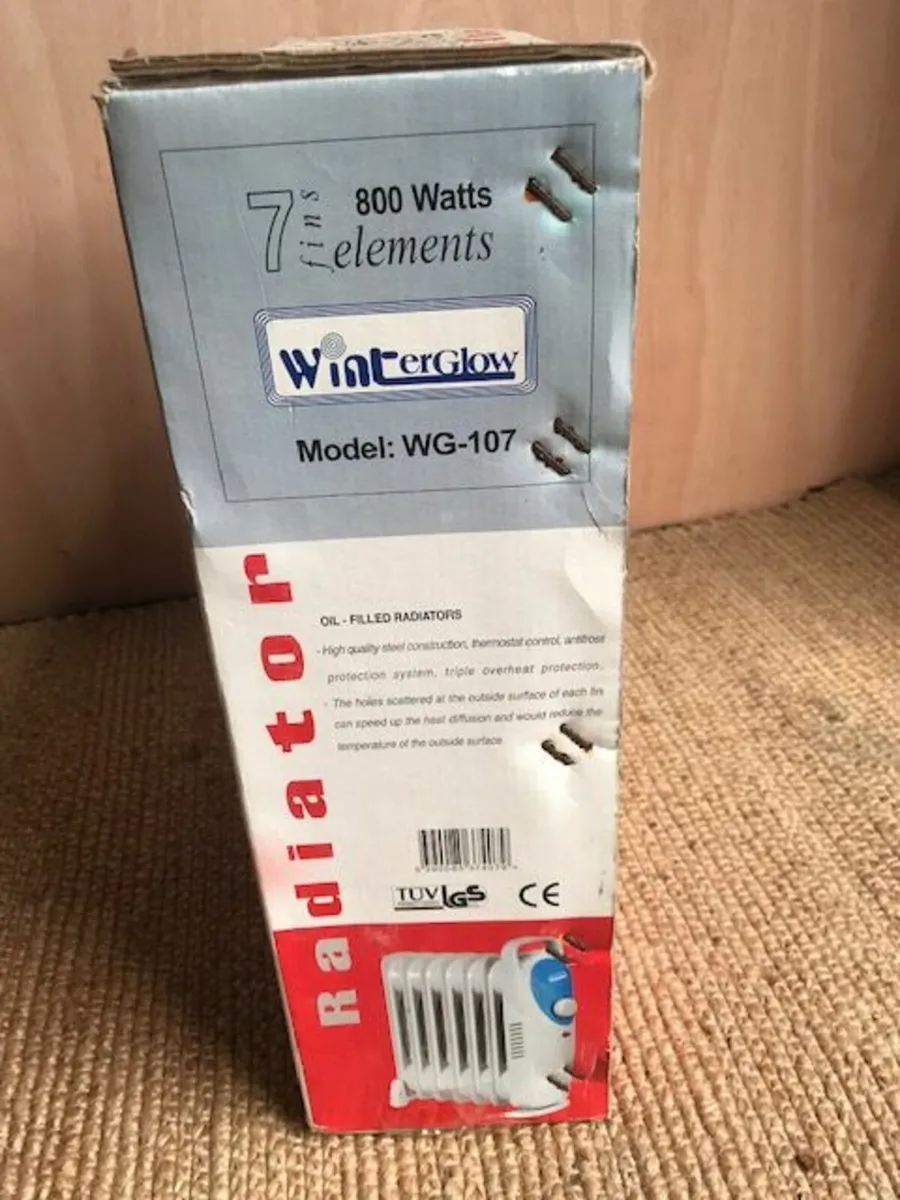 7 fins 800 Watts
elements
WinterGlow
Model: WG-107
Radiator
OIL - FILLED RADIATORS
- High quality steel construction, thermostat control, antifrost
protection system, triple overheat protection.
- The holes scattered at the outside surface of each fin
can speed up the heat diffusion and would reduce the
temperature of the outside surface
TUV GS CE